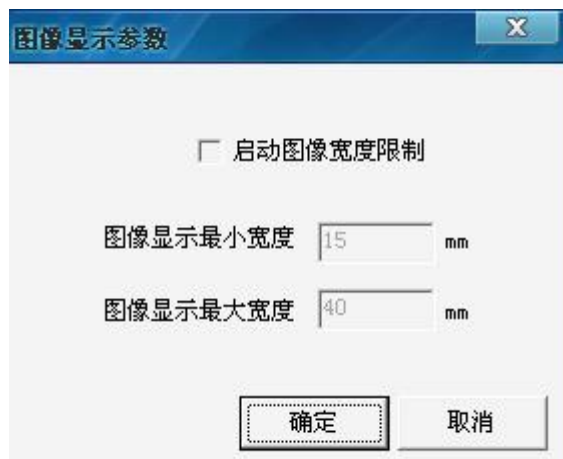 图像显示参数
启动图像宽度限制
图像显示最小宽度 15 mm
图像显示最大宽度 40 mm
确定 取消